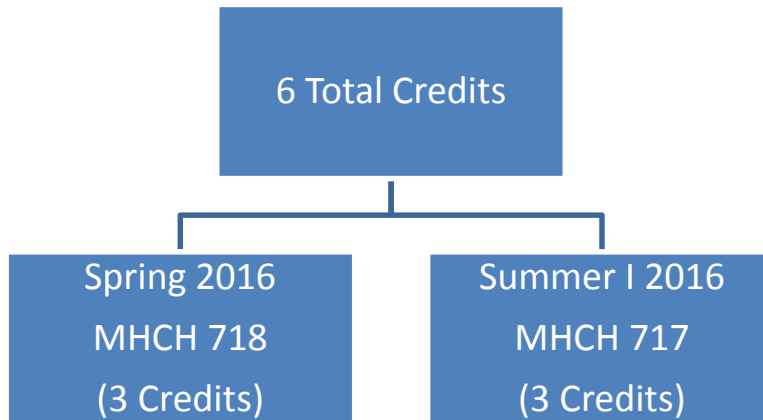 6 Total Credits
Spring 2016
MHCH 718
(3 Credits)
Summer I 2016
MHCH 717
(3 Credits)